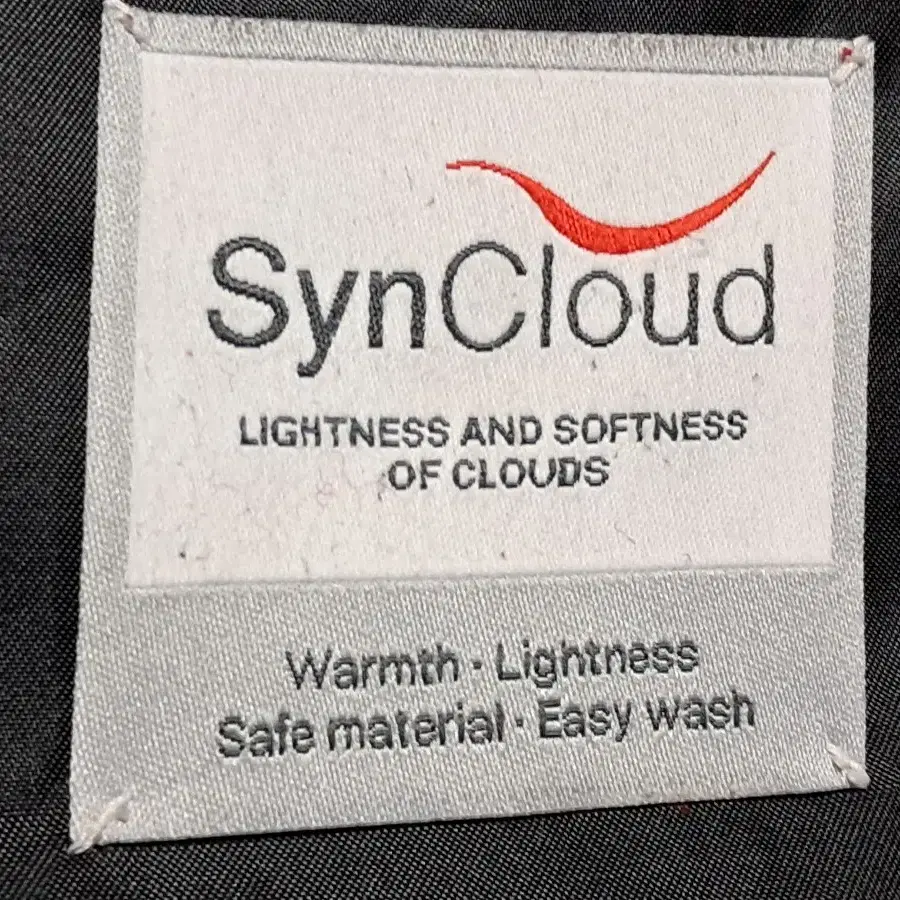 SynCloud
LIGHTNESS AND SOFTNESS
OF CLOUDS
Warmth · Lightness
Safe material · Easy wash